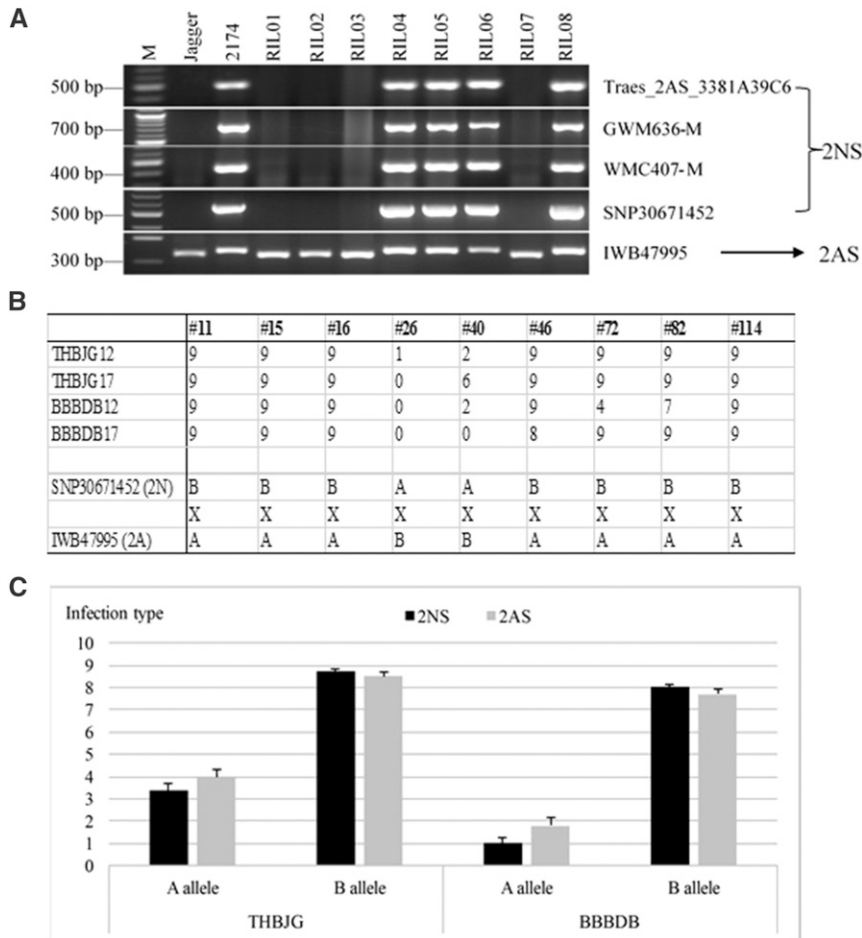 A
M Jagger 2174 RIL01 RIL02 RIL03 RIL04 RIL05 RIL06 RIL07 RIL08
500 bp Traes_2AS_3381A39C6
700 bp GWM636-M
2NS
400 bp WMC407-M
500 bp SNP30671452
300 bp IWB47995 2AS
B
#11 #15 #16 #26 #40 #46 #72 #82 #114
THBJG12 9 9 9 1 2 9 9 9 9
THBJG17 9 9 9 0 6 9 9 9 9
BBBDB12 9 9 9 0 2 9 4 7 9
BBBDB17 9 9 9 0 0 8 9 9 9
SNP30671452 (2N) B B B A A B B B B
X X X X X X X X X
IWB47995 (2A) A A A B B A A A A
C
Infection type
2NS 2AS
10
9
8
7
6
5
4
3
2
1
0
A allele B allele A allele B allele
THBJG BBBDB